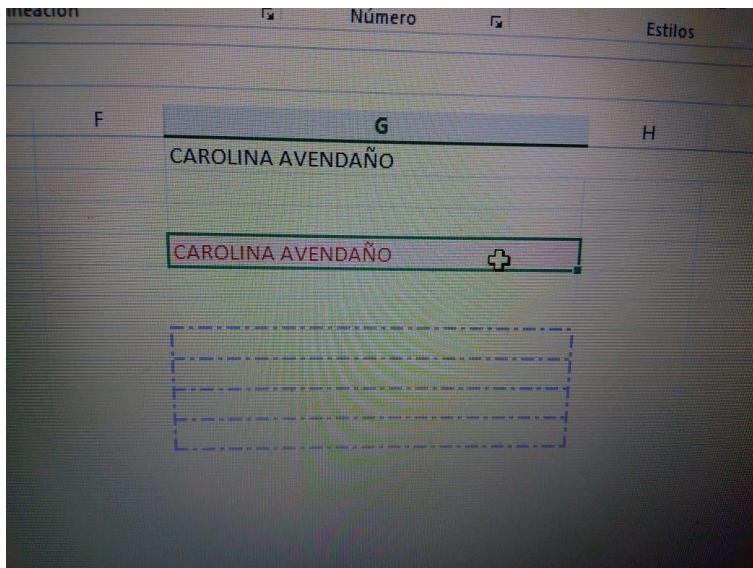 ineación
Número
Estilos
F
G
H
CAROLINA AVENDAÑO
CAROLINA AVENDAÑO